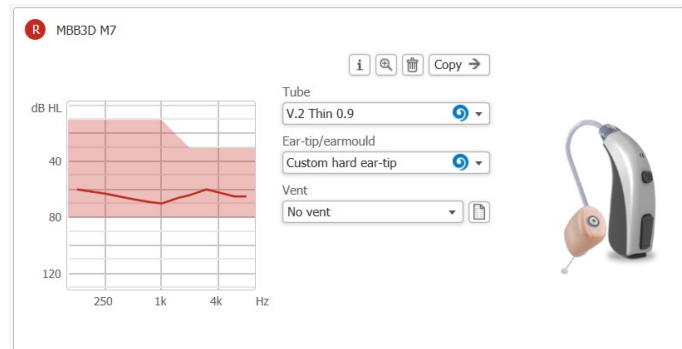 R MBB3D M7
i Copy →
Tube
V.2 Thin 0.9
Ear-tip/earmould
Custom hard ear-tip
Vent
No vent
dB HL
40
80
120
250 1k 4k Hz